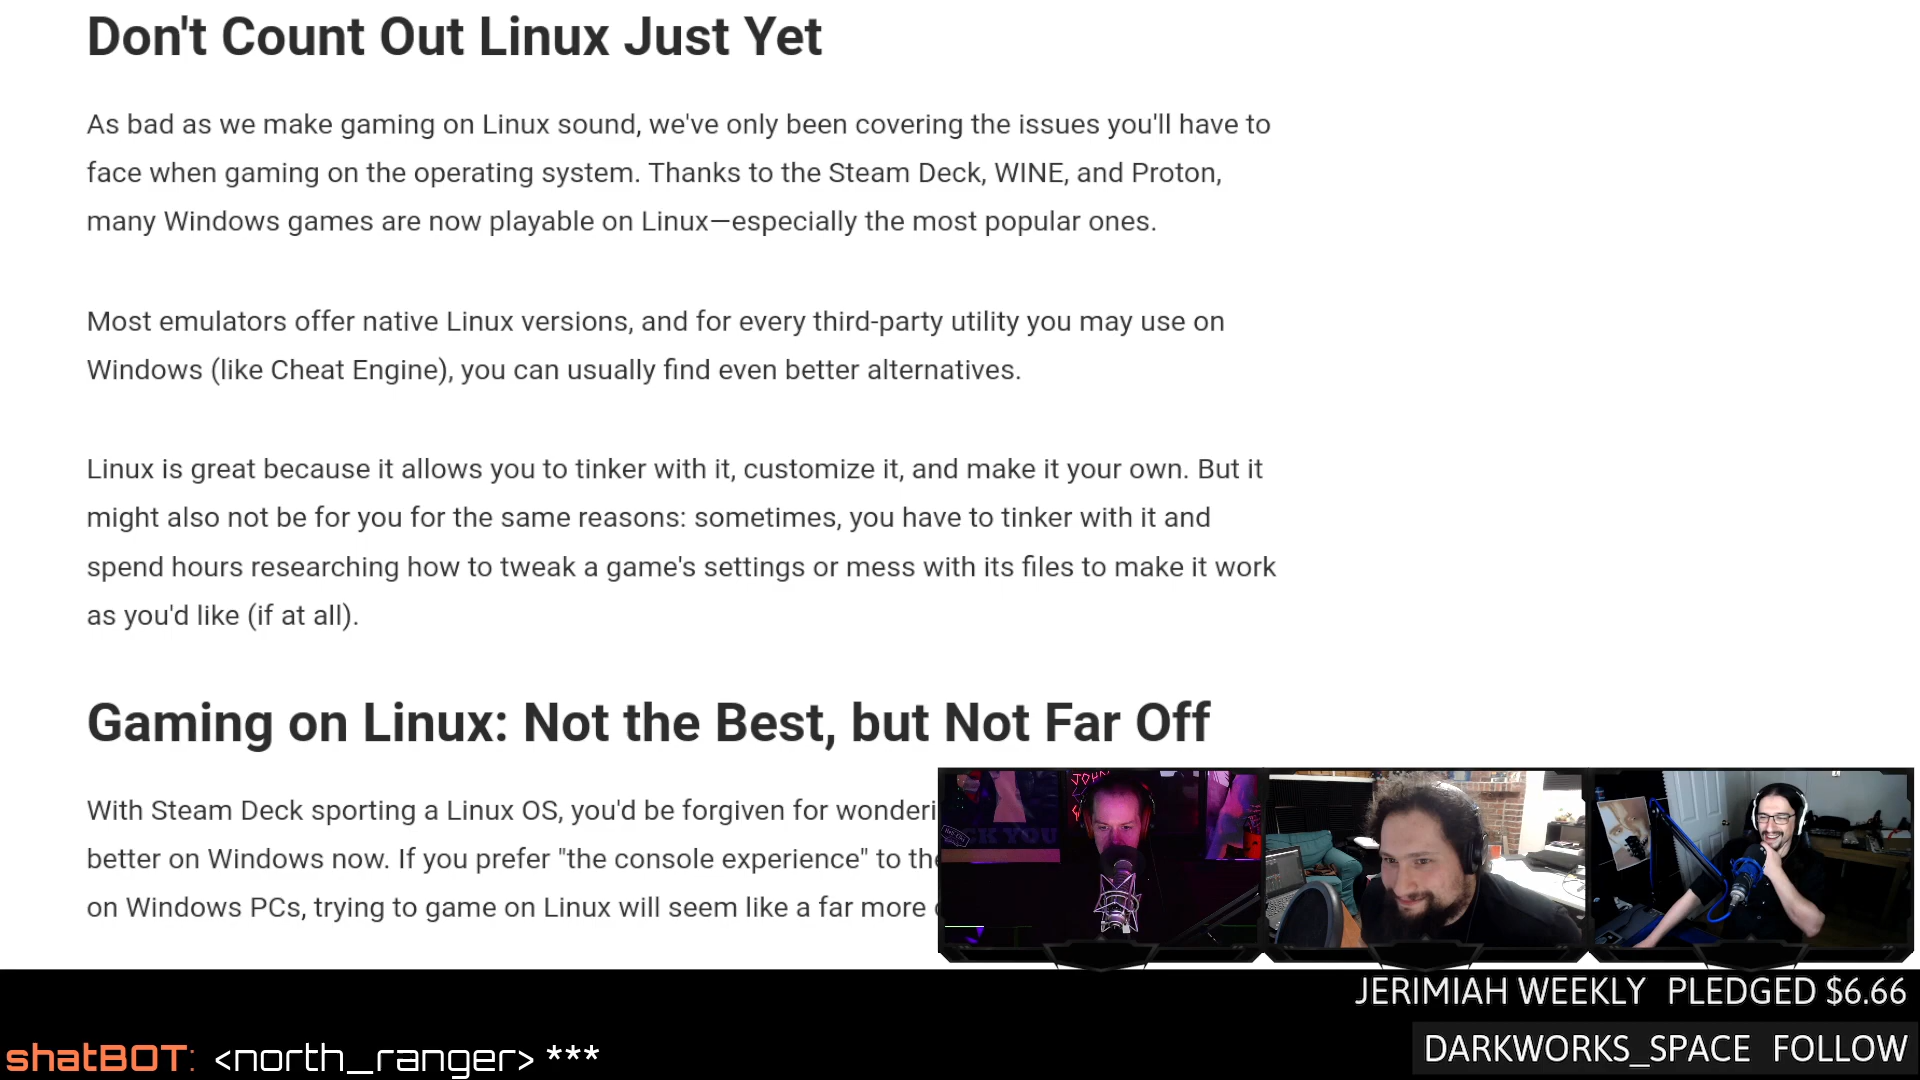 Don't Count Out Linux Just Yet
As bad as we make gaming on Linux sound, we've only been covering the issues you'll have to
face when gaming on the operating system. Thanks to the Steam Deck, WINE, and Proton,
many Windows games are now playable on Linux—especially the most popular ones.
Most emulators offer native Linux versions, and for every third-party utility you may use on
Windows (like Cheat Engine), you can usually find even better alternatives.
Linux is great because it allows you to tinker with it, customize it, and make it your own. But it
might also not be for you for the same reasons: sometimes, you have to tinker with it and
spend hours researching how to tweak a game's settings or mess with its files to make it work
as you'd like (if at all).
Gaming on Linux: Not the Best, but Not Far Off
With Steam Deck sporting a Linux OS, you'd be forgiven for wonderi
better on Windows now. If you prefer "the console experience" to the
on Windows PCs, trying to game on Linux will seem like a far more
JOHN
CK YOU
JERIMIAH WEEKLY PLEDGED $6.66
DARKWORKS_SPACE FOLLOW
shatBOT: <north_ranger> ***